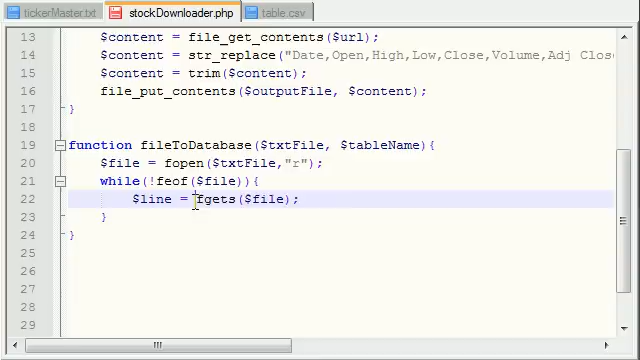 tickerMaster.txt stockDownloader.php table.csv
13 $content = file_get_contents($url);
14 $content = str_replace("Date,Open,High,Low,Close,Volume,Adj Close
15 $content = trim($content);
16 file_put_contents($outputFile, $content);
17 }
18
19 function fileToDatabase($txtFile, $tableName){
20 $file = fopen($txtFile,"r");
21 while(!feof($file)){
22 $line = fgets($file);
23 }
24 }
25
26
27
28
29